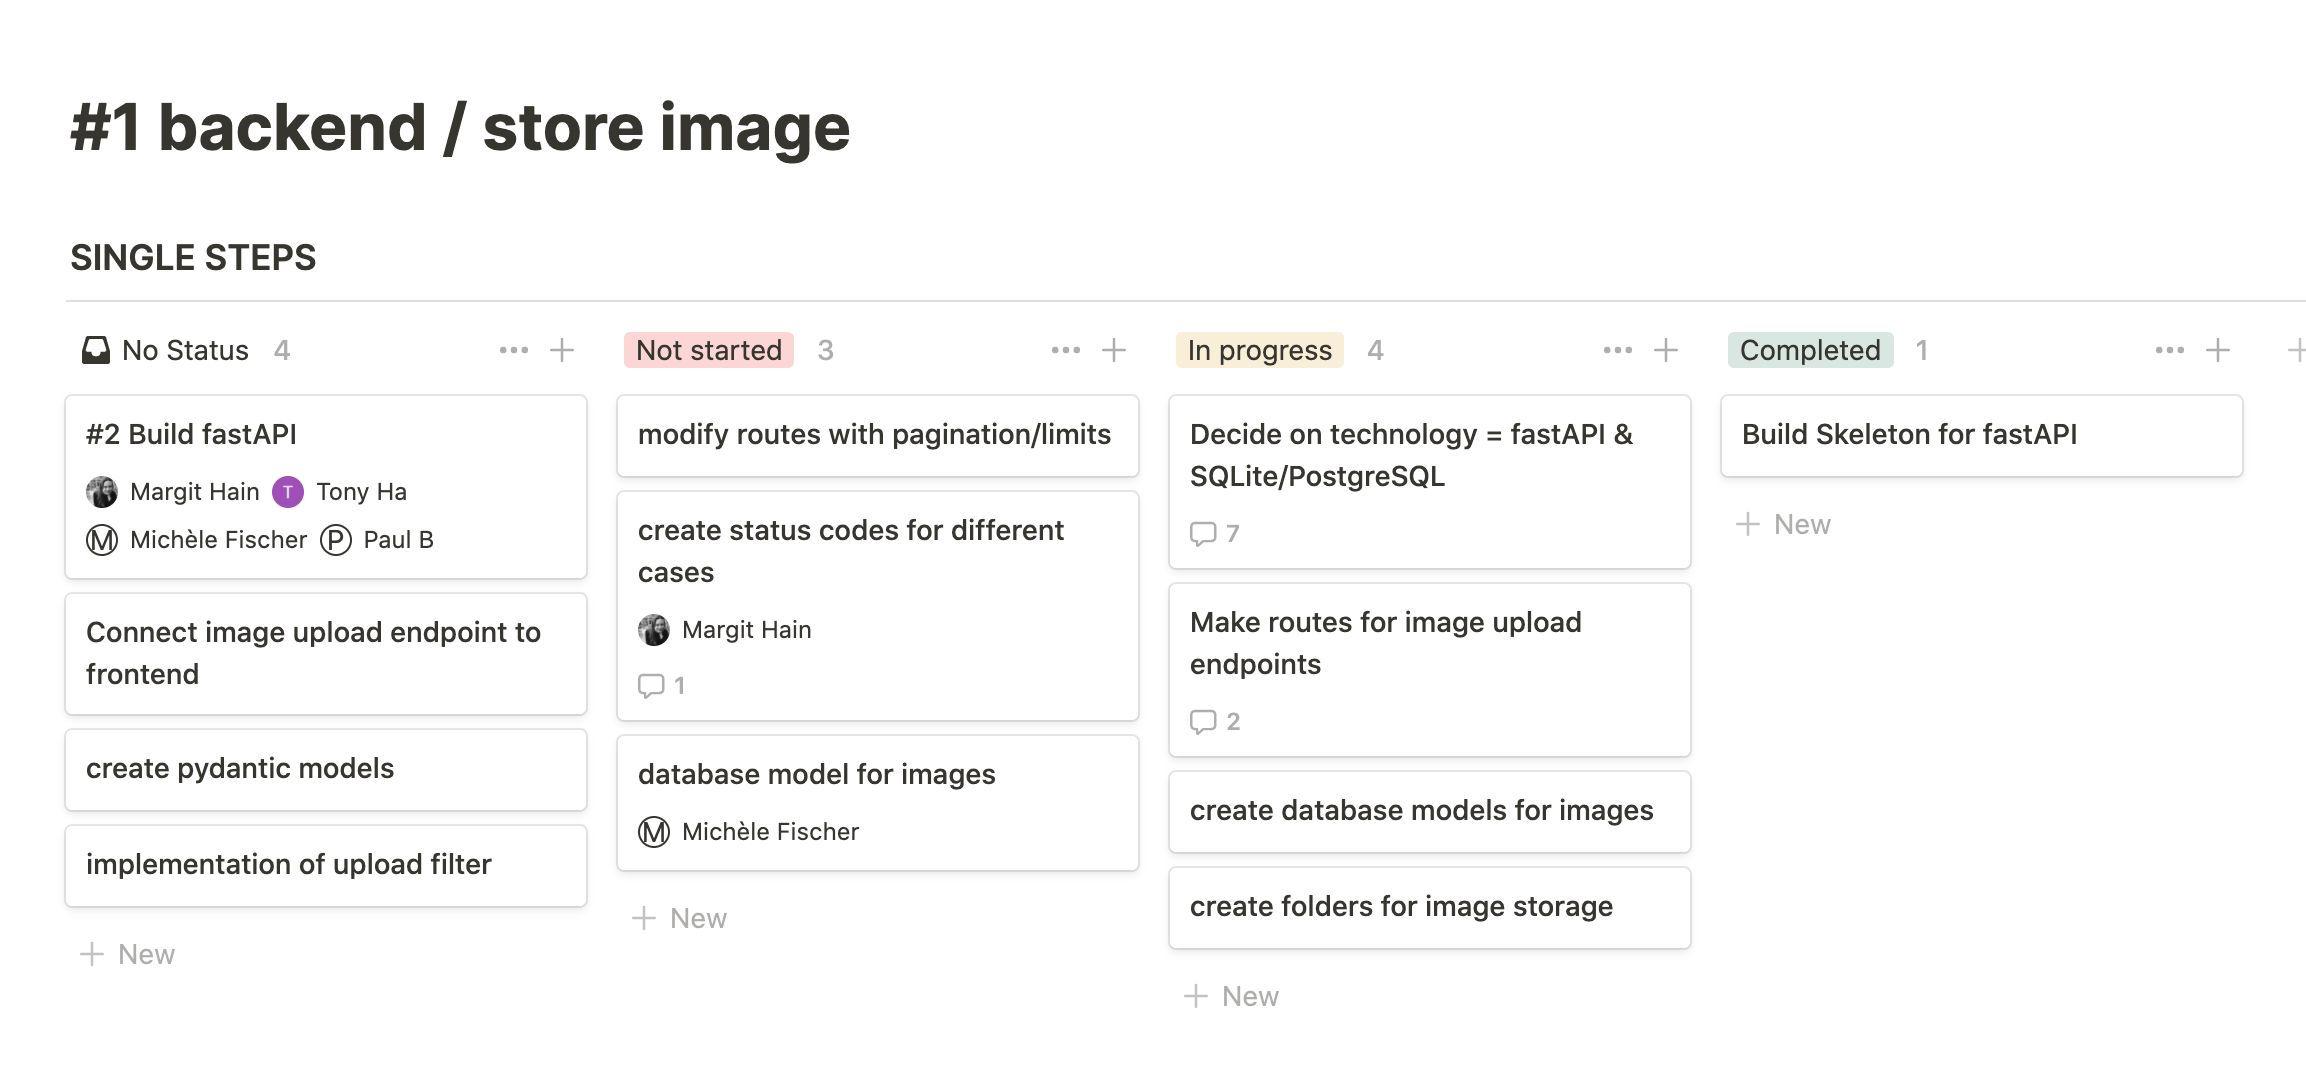 #1 backend / store image
SINGLE STEPS
No Status 4
#2 Build fastAPI
Margit Hain T Tony Ha
M Michèle Fischer P Paul B
Connect image upload endpoint to
frontend
create pydantic models
implementation of upload filter
New
Not started 3
modify routes with pagination/limits
create status codes for different
cases
Margit Hain
1
database model for images
M Michèle Fischer
New
In progress 4
Decide on technology = fastAPI &
SQLite/PostgreSQL
7
Make routes for image upload
endpoints
2
create database models for images
create folders for image storage
New
Completed 1
Build Skeleton for fastAPI
New